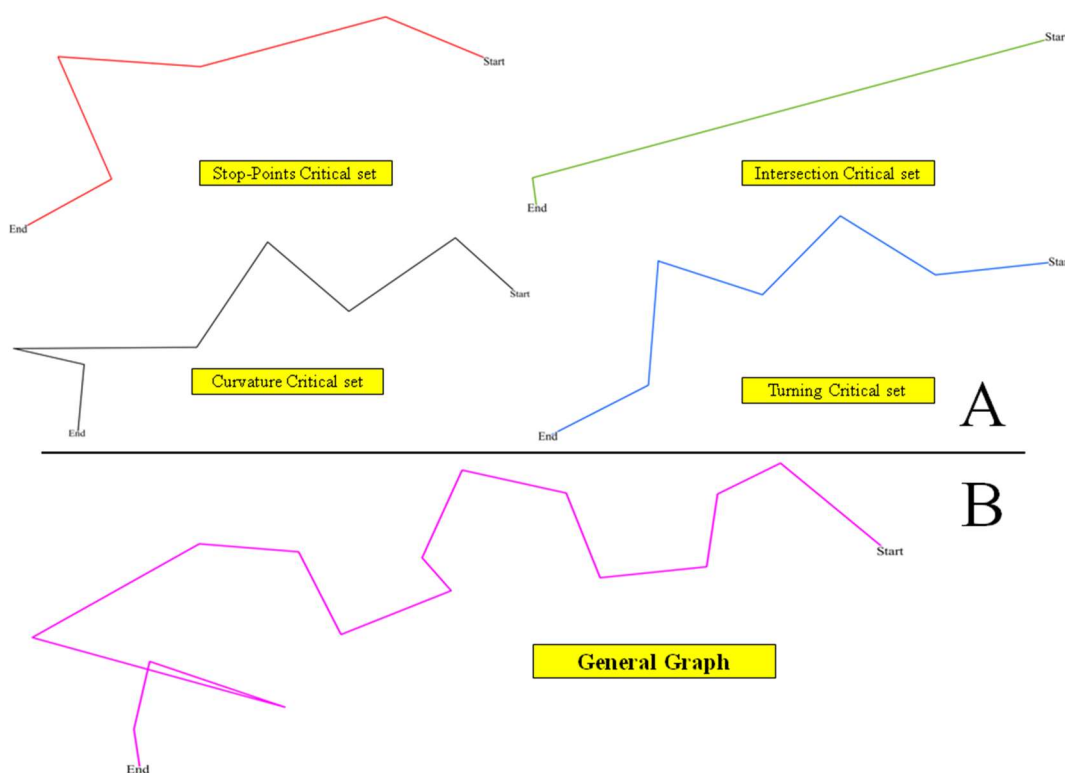 Start
End
Stop-Points Critical set
Start
End
Intersection Critical set
Start
End
Curvature Critical set
Start
End
Turning Critical set
A
B
Start
End
General Graph